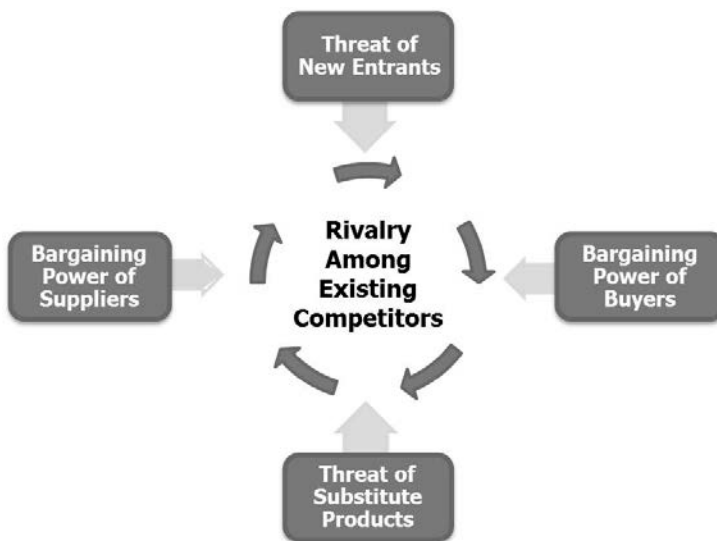 Threat of
New Entrants
Bargaining
Power of
Suppliers
Rivalry
Among
Existing
Competitors
Bargaining
Power of
Buyers
Threat of
Substitute
Products